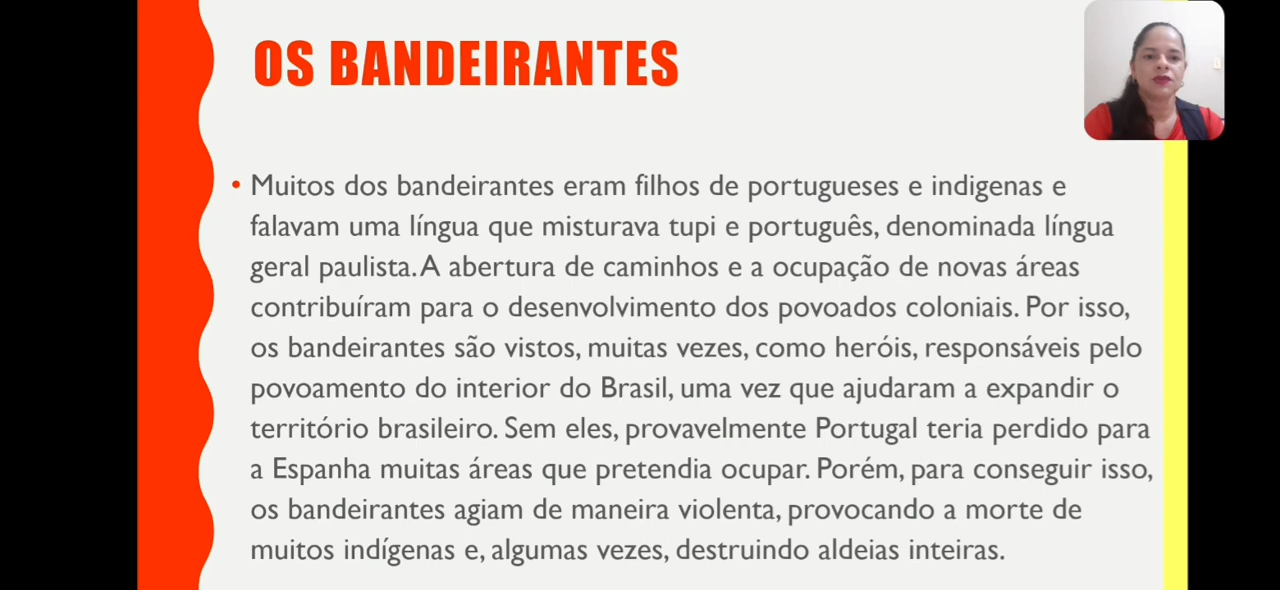 OS BANDEIRANTES
• Muitos dos bandeirantes eram filhos de portugueses e indigenas e
falavam uma língua que misturava tupi e português, denominada língua
geral paulista. A abertura de caminhos e a ocupação de novas áreas
contribuíram para o desenvolvimento dos povoados coloniais. Por isso,
os bandeirantes são vistos, muitas vezes, como heróis, responsáveis pelo
povoamento do interior do Brasil, uma vez que ajudaram a expandir o
território brasileiro. Sem eles, provavelmente Portugal teria perdido para
a Espanha muitas áreas que pretendia ocupar. Porém, para conseguir isso,
os bandeirantes agiam de maneira violenta, provocando a morte de
muitos indígenas e, algumas vezes, destruindo aldeias inteiras.